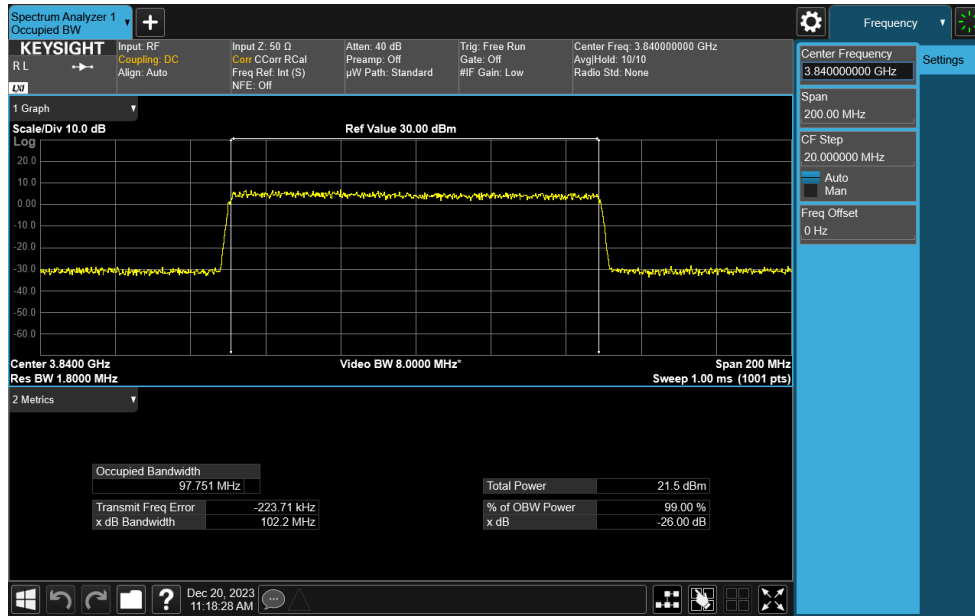 Spectrum Analyzer 1
Occupied BW
Frequency
KEYSIGHT
R L
LXI
Input: RF
Coupling: DC
Align: Auto
Input Z: 50 Ω
Corr CCorr RCal
Freq Ref: Int (S)
NFE: Off
Atten: 40 dB
Preamp: Off
µW Path: Standard
Trig: Free Run
Gate: Off
#IF Gain: Low
Center Freq: 3.840000000 GHz
Avg|Hold: 10/10
Radio Std: None
Center Frequency
3.840000000 GHz
Settings
Span
200.00 MHz
CF Step
20.000000 MHz
Auto
Man
Freq Offset
0 Hz
1 Graph
Scale/Div 10.0 dB
Ref Value 30.00 dBm
Log
20.0
10.0
0.00
-10.0
-20.0
-30.0
-40.0
-50.0
-60.0
Center 3.8400 GHz
Video BW 8.0000 MHz*
Span 200 MHz
Res BW 1.8000 MHz
Sweep 1.00 ms (1001 pts)
2 Metrics
Occupied Bandwidth
97.751 MHz
Total Power 21.5 dBm
Transmit Freq Error -223.71 kHz
% of OBW Power 99.00 %
x dB Bandwidth 102.2 MHz
x dB -26.00 dB
?
Dec 20, 2023
11:18:28 AM